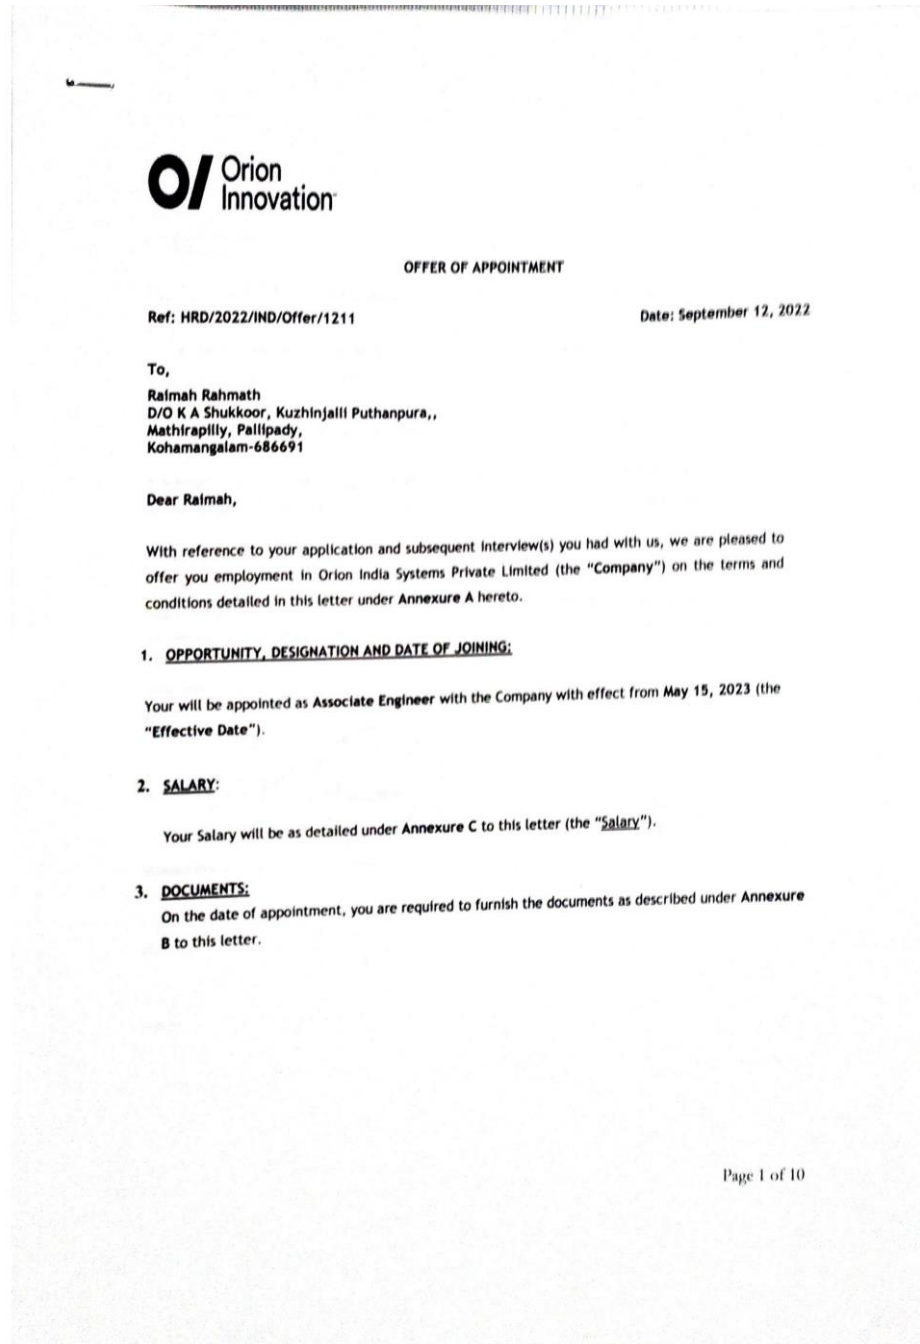 Orion
Innovation
OFFER OF APPOINTMENT
Ref: HRD/2022/IND/Offer/1211
Date: September 12, 2022
To,
Raimah Rahmath
D/O K A Shukkoor, Kuzhinjalil Puthanpura,,
Mathirapilly, Pallipady,
Kohamangalam-686691
Dear Raimah,
With reference to your application and subsequent interview(s) you had with us, we are pleased to
offer you employment in Orion India Systems Private Limited (the “Company”) on the terms and
conditions detailed in this letter under Annexure A hereto.
1. OPPORTUNITY, DESIGNATION AND DATE OF JOINING:
Your will be appointed as Associate Engineer with the Company with effect from May 15, 2023 (the
“Effective Date”).
2. SALARY:
Your Salary will be as detailed under Annexure C to this letter (the “Salary”).
3. DOCUMENTS:
On the date of appointment, you are required to furnish the documents as described under Annexure
B to this letter.
Page 1 of 10